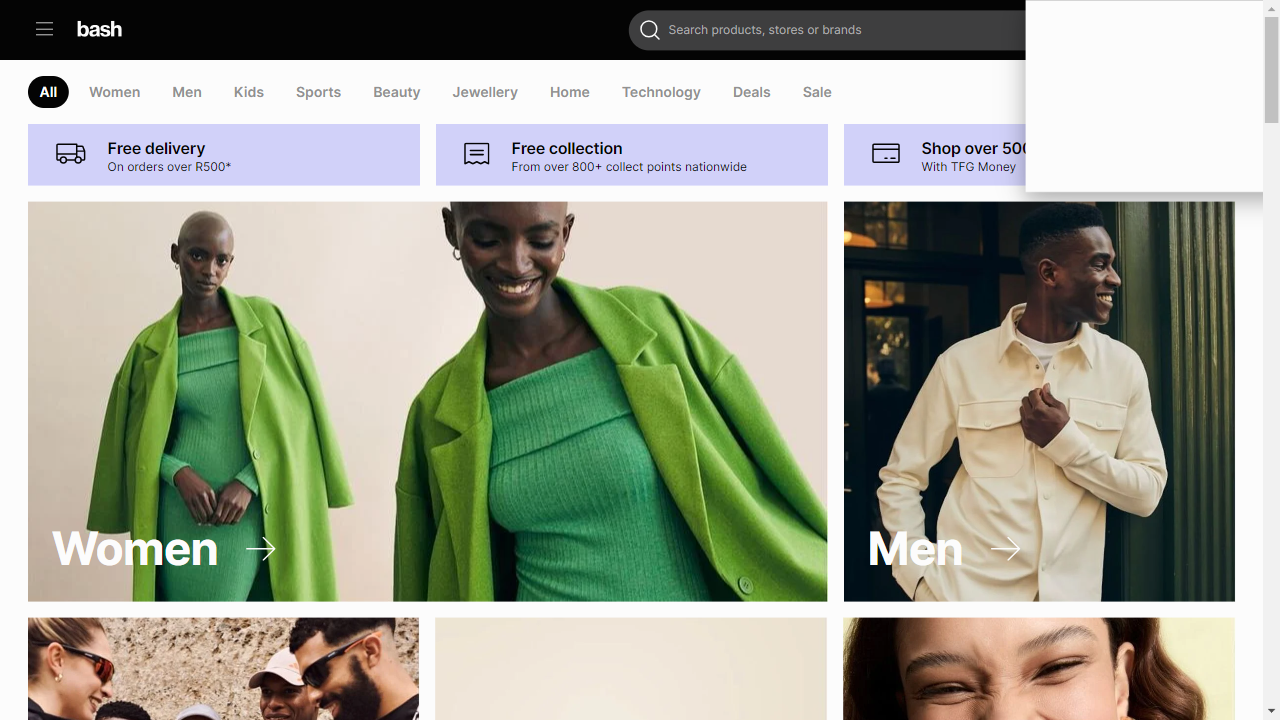 bash
Search products, stores or brands
All
Women
Men
Kids
Sports
Beauty
Jewellery
Home
Technology
Deals
Sale
Free delivery
On orders over R500*
Free collection
From over 800+ collect points nationwide
Shop over
With TFG Money
Women
Men